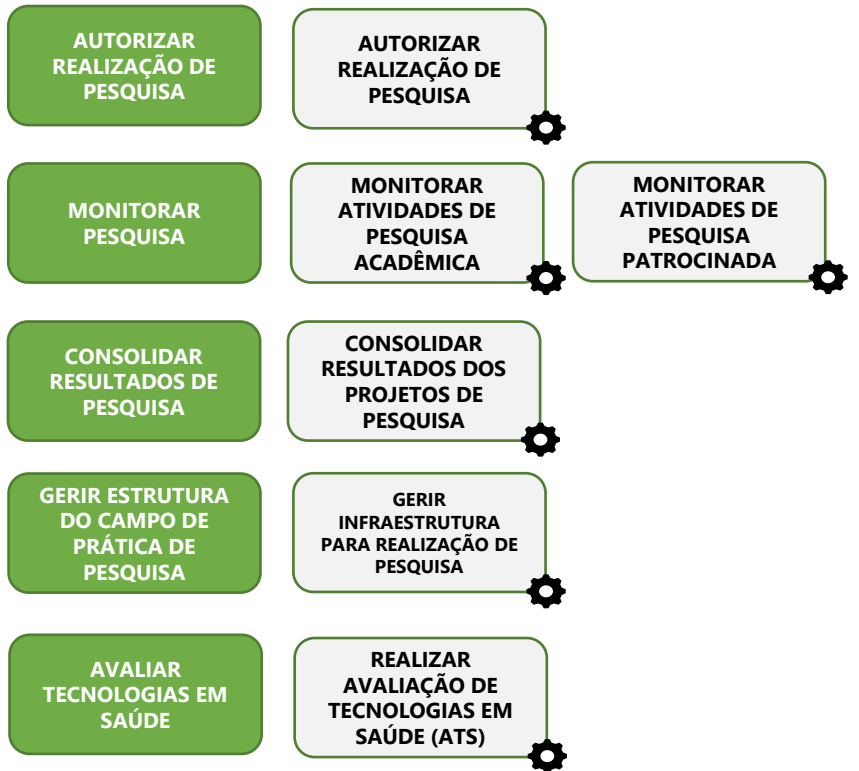 AUTORIZAR
REALIZAÇÃO DE
PESQUISA
AUTORIZAR
REALIZAÇÃO DE
PESQUISA
MONITORAR
PESQUISA
MONITORAR
ATIVIDADES DE
PESQUISA
ACADÊMICA
MONITORAR
ATIVIDADES DE
PESQUISA
PATROCINADA
CONSOLIDAR
RESULTADOS DE
PESQUISA
CONSOLIDAR
RESULTADOS DOS
PROJETOS DE
PESQUISA
GERIR ESTRUTURA
DO CAMPO DE
PRÁTICA DE
PESQUISA
GERIR
INFRAESTRUTURA
PARA REALIZAÇÃO DE
PESQUISA
AVALIAR
TECNOLOGIAS EM
SAÚDE
REALIZAR
AVALIAÇÃO DE
TECNOLOGIAS EM
SAÚDE (ATS)